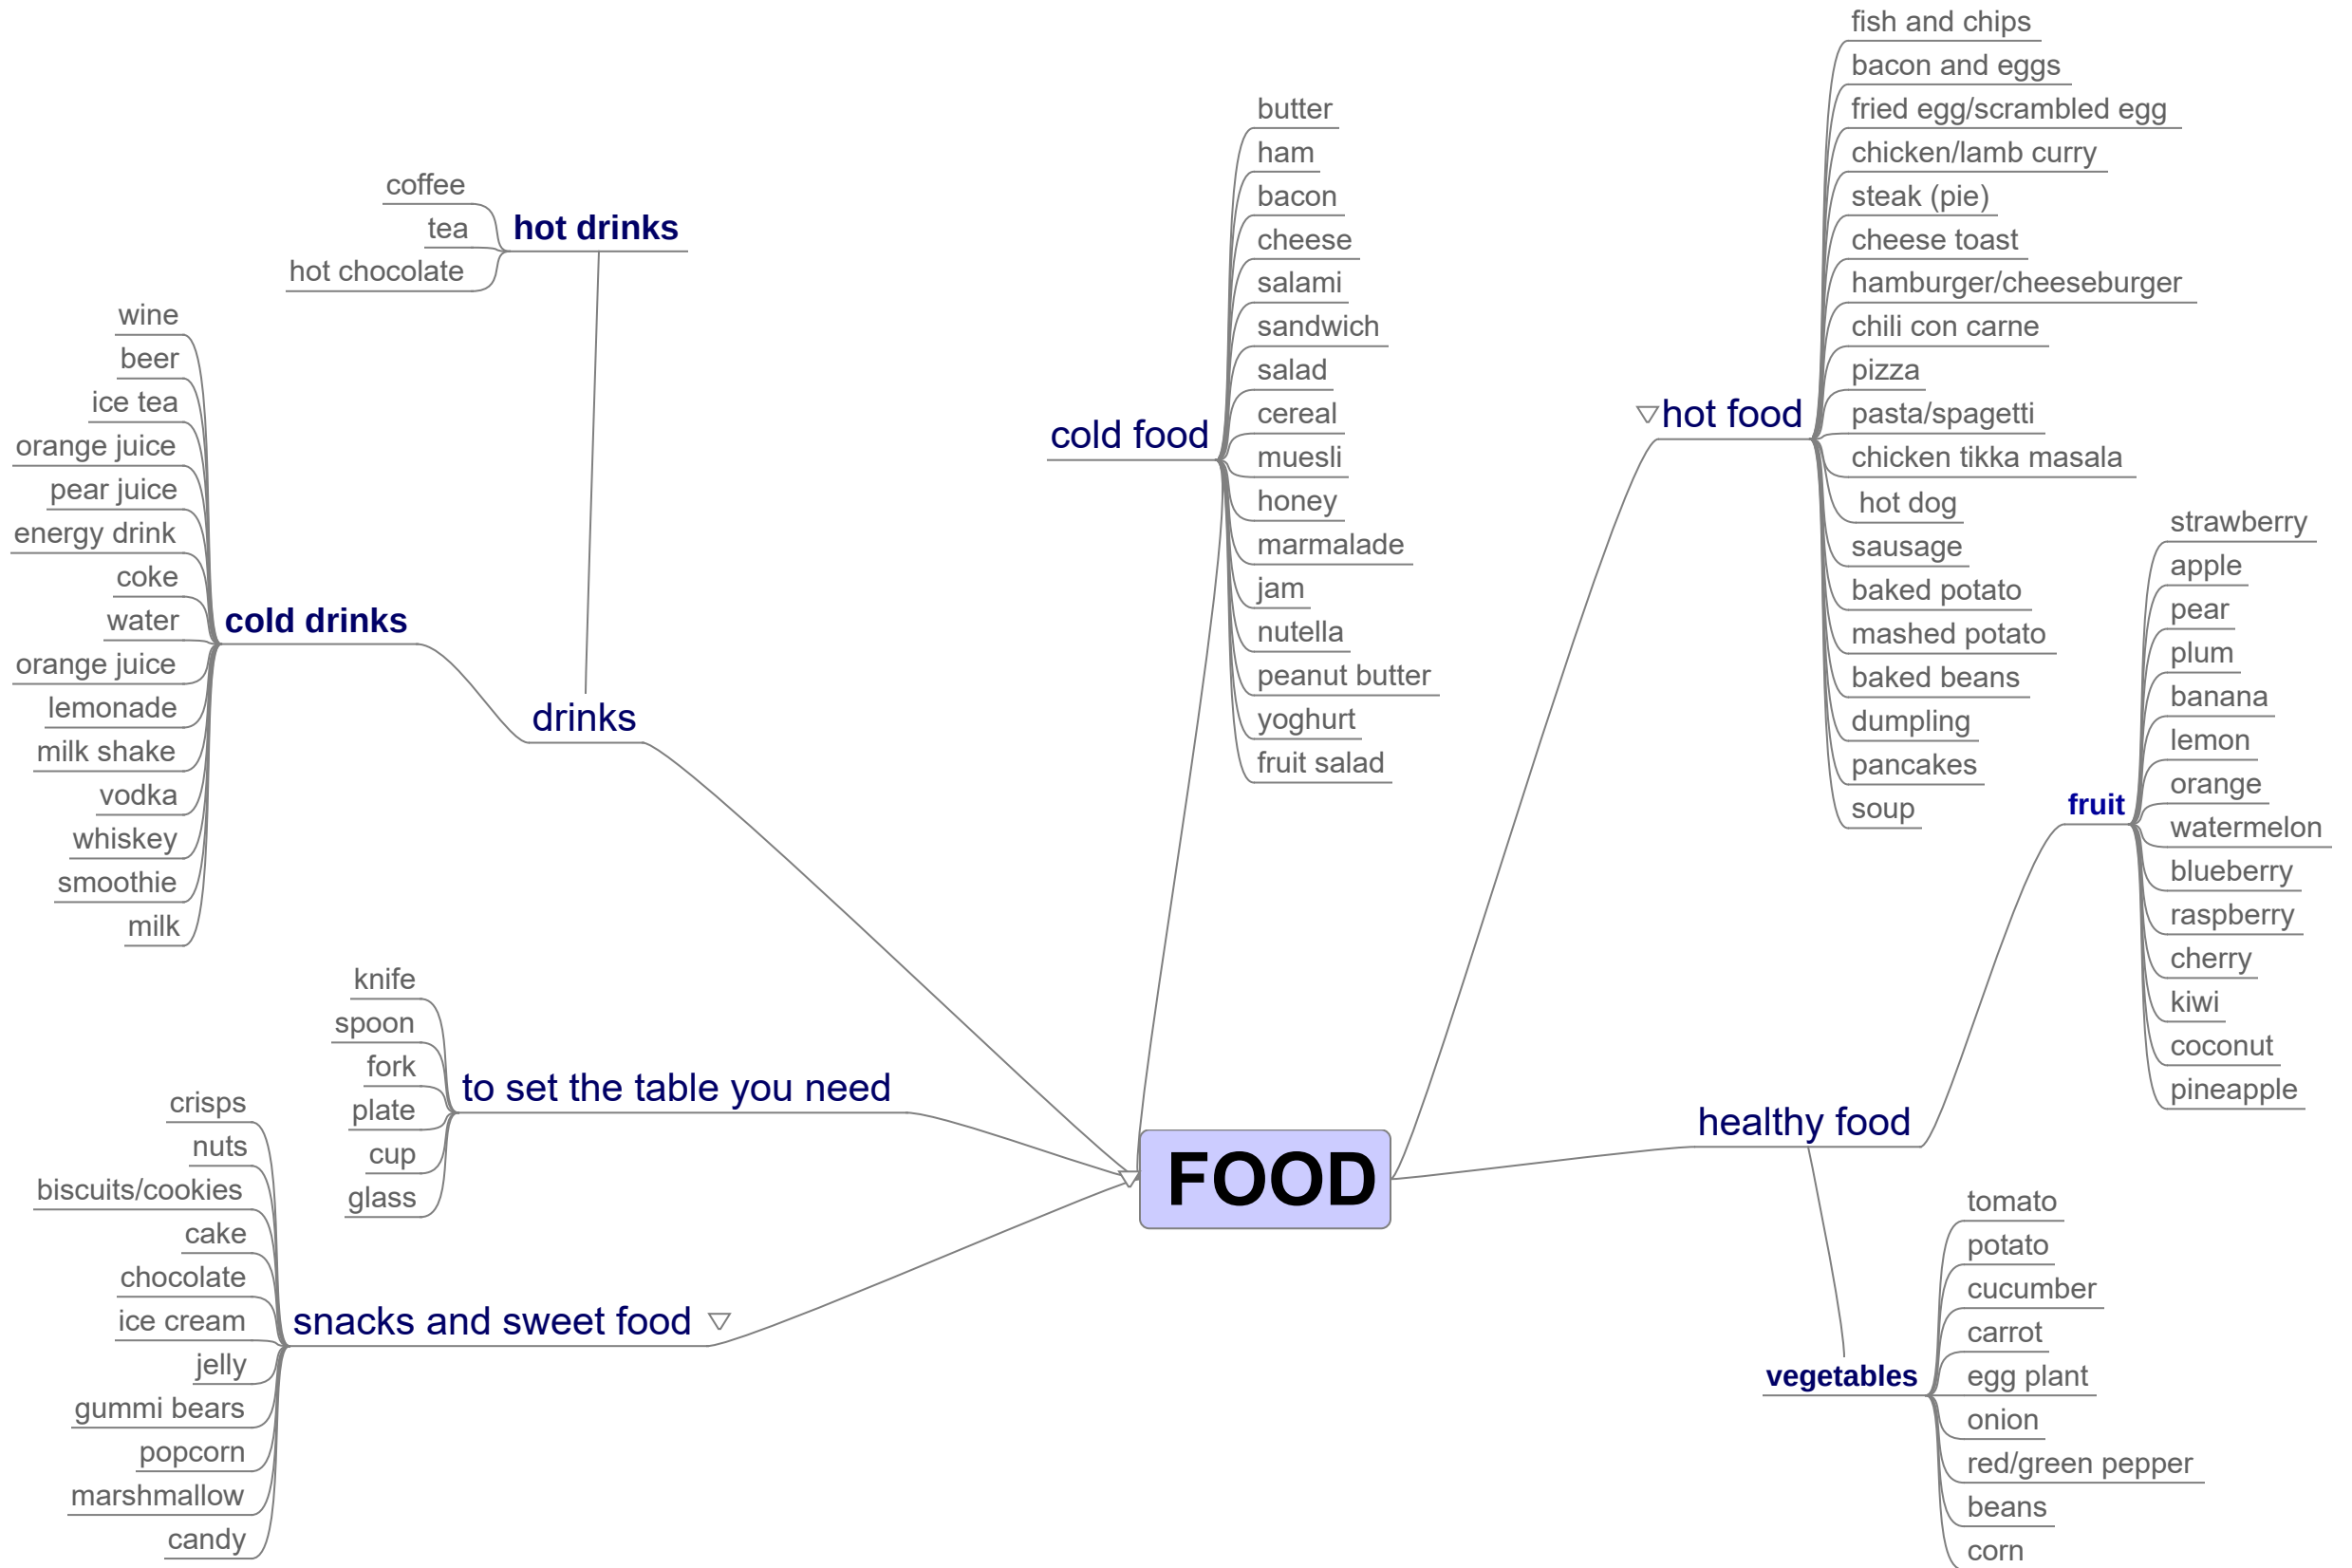 FOOD
hot food
fish and chips
bacon and eggs
fried egg/scrambled egg
chicken/lamb curry
steak (pie)
cheese toast
hamburger/cheeseburger
chili con carne
pizza
pasta/spagetti
chicken tikka masala
hot dog
sausage
baked potato
mashed potato
baked beans
dumpling
pancakes
soup
healthy food
fruit
strawberry
apple
pear
plum
banana
lemon
orange
watermelon
blueberry
raspberry
cherry
kiwi
coconut
pineapple
vegetables
tomato
potato
cucumber
carrot
egg plant
onion
red/green pepper
beans
corn
cold food
butter
ham
bacon
cheese
salami
sandwich
salad
cereal
muesli
honey
marmalade
jam
nutella
peanut butter
yoghurt
fruit salad
drinks
hot drinks
coffee
tea
hot chocolate
cold drinks
wine
beer
ice tea
orange juice
pear juice
energy drink
coke
water
orange juice
lemonade
milk shake
vodka
whiskey
smoothie
milk
to set the table you need
knife
spoon
fork
plate
cup
glass
snacks and sweet food
crisps
nuts
biscuits/cookies
cake
chocolate
ice cream
jelly
gummi bears
popcorn
marshmallow
candy